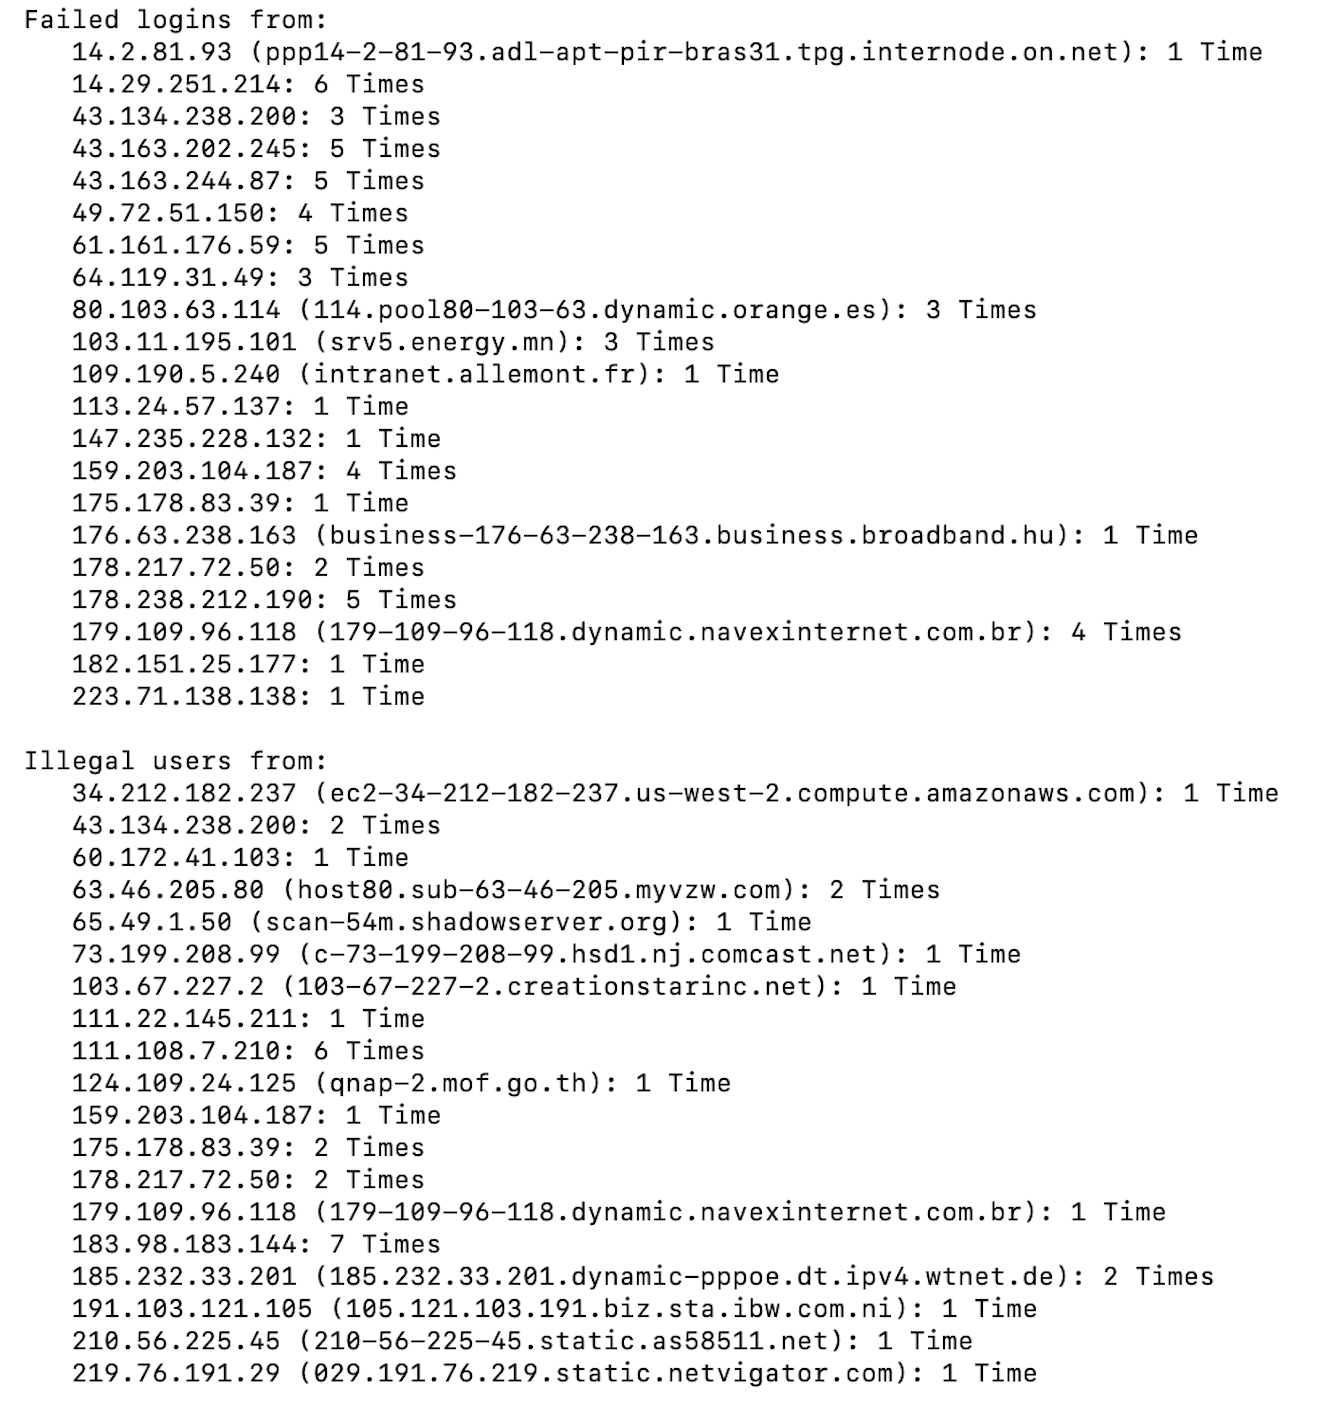 Failed logins from:
14.2.81.93 (ppp14-2-81-93.adl-apt-pir-bras31.tpg.internode.on.net): 1 Time
14.29.251.214: 6 Times
43.134.238.200: 3 Times
43.163.202.245: 5 Times
43.163.244.87: 5 Times
49.72.51.150: 4 Times
61.161.176.59: 5 Times
64.119.31.49: 3 Times
80.103.63.114 (114.pool80-103-63.dynamic.orange.es): 3 Times
103.11.195.101 (srv5.energy.mn): 3 Times
109.190.5.240 (intranet.allemont.fr): 1 Time
113.24.57.137: 1 Time
147.235.228.132: 1 Time
159.203.104.187: 4 Times
175.178.83.39: 1 Time
176.63.238.163 (business-176-63-238-163.business.broadband.hu): 1 Time
178.217.72.50: 2 Times
178.238.212.190: 5 Times
179.109.96.118 (179-109-96-118.dynamic.navexinternet.com.br): 4 Times
182.151.25.177: 1 Time
223.71.138.138: 1 Time

Illegal users from:
34.212.182.237 (ec2-34-212-182-237.us-west-2.compute.amazonaws.com): 1 Time
43.134.238.200: 2 Times
60.172.41.103: 1 Time
63.46.205.80 (host80.sub-63-46-205.myvzw.com): 2 Times
65.49.1.50 (scan-54m.shadowserver.org): 1 Time
73.199.208.99 (c-73-199-208-99.hsd1.nj.comcast.net): 1 Time
103.67.227.2 (103-67-227-2.creationstarinc.net): 1 Time
111.22.145.211: 1 Time
111.108.7.210: 6 Times
124.109.24.125 (qnap-2.mof.go.th): 1 Time
159.203.104.187: 1 Time
175.178.83.39: 2 Times
178.217.72.50: 2 Times
179.109.96.118 (179-109-96-118.dynamic.navexinternet.com.br): 1 Time
183.98.183.144: 7 Times
185.232.33.201 (185.232.33.201.dynamic-pppoe.dt.ipv4.wtnet.de): 2 Times
191.103.121.105 (105.121.103.191.biz.sta.ibw.com.ni): 1 Time
210.56.225.45 (210-56-225-45.static.as58511.net): 1 Time
219.76.191.29 (029.191.76.219.static.netvigator.com): 1 Time